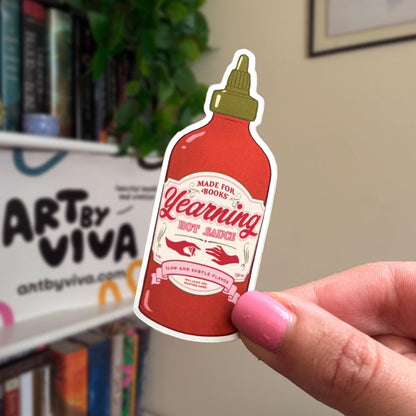 MADE FOR
BOOKS
Yearning
HOT SAUCE
SLOW AND SUBTLE FLAVOR
ART BY
VIVA
artbyviva.com